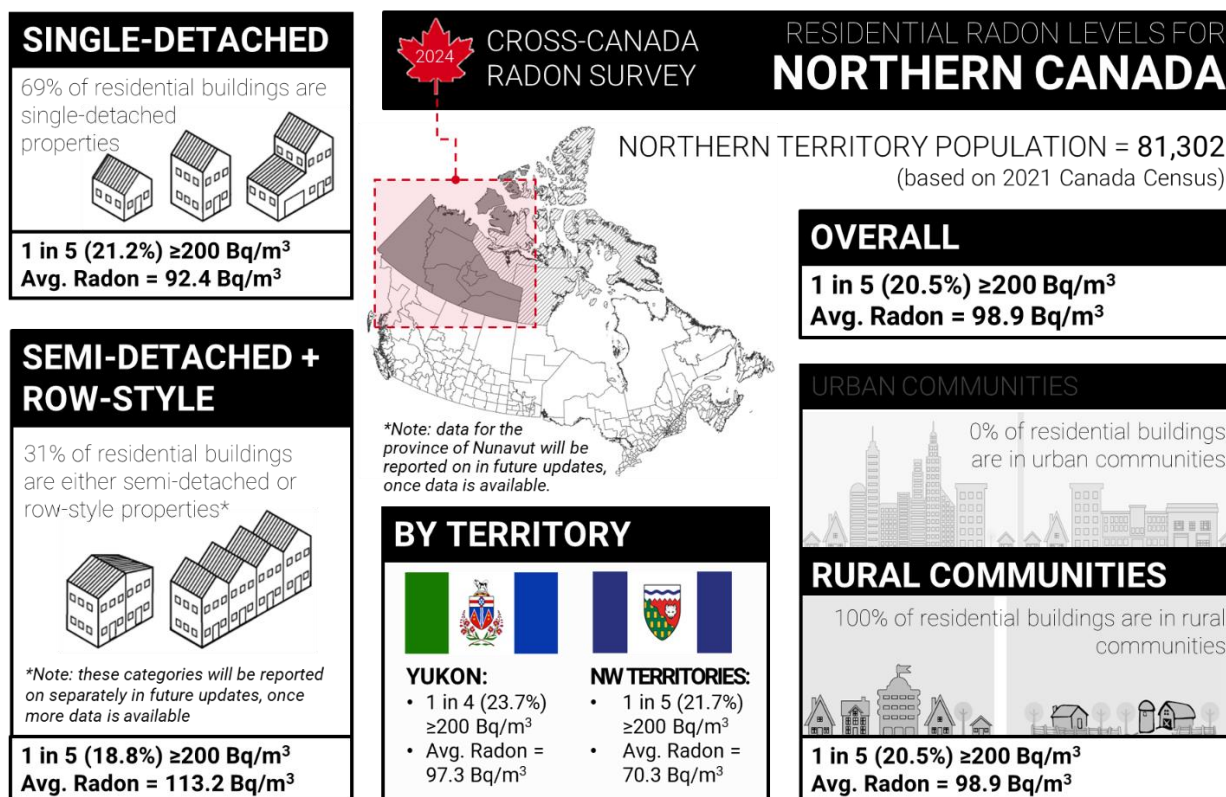 SINGLE-DETACHED
69% of residential buildings are
single-detached
properties
1 in 5 (21.2%) ≥200 Bq/m³
Avg. Radon = 92.4 Bq/m³
SEMI-DETACHED +
ROW-STYLE
31% of residential buildings
are either semi-detached or
row-style properties*
*Note: these categories will be reported
on separately in future updates, once
more data is available
1 in 5 (18.8%) ≥200 Bq/m³
Avg. Radon = 113.2 Bq/m³
2024
CROSS-CANADA
RADON SURVEY
RESIDENTIAL RADON LEVELS FOR
NORTHERN CANADA
NORTHERN TERRITORY POPULATION = 81,302
(based on 2021 Canada Census)
*Note: data for the
province of Nunavut will be
reported on in future updates,
once data is available.
BY TERRITORY
YUKON:
• 1 in 4 (23.7%)
≥200 Bq/m³
• Avg. Radon =
97.3 Bq/m³
NW TERRITORIES:
• 1 in 5 (21.7%)
≥200 Bq/m³
• Avg. Radon =
70.3 Bq/m³
OVERALL
1 in 5 (20.5%) ≥200 Bq/m³
Avg. Radon = 98.9 Bq/m³
URBAN COMMUNITIES
0% of residential buildings
are in urban communities
RURAL COMMUNITIES
100% of residential buildings are in rural
communities
1 in 5 (20.5%) ≥200 Bq/m³
Avg. Radon = 98.9 Bq/m³